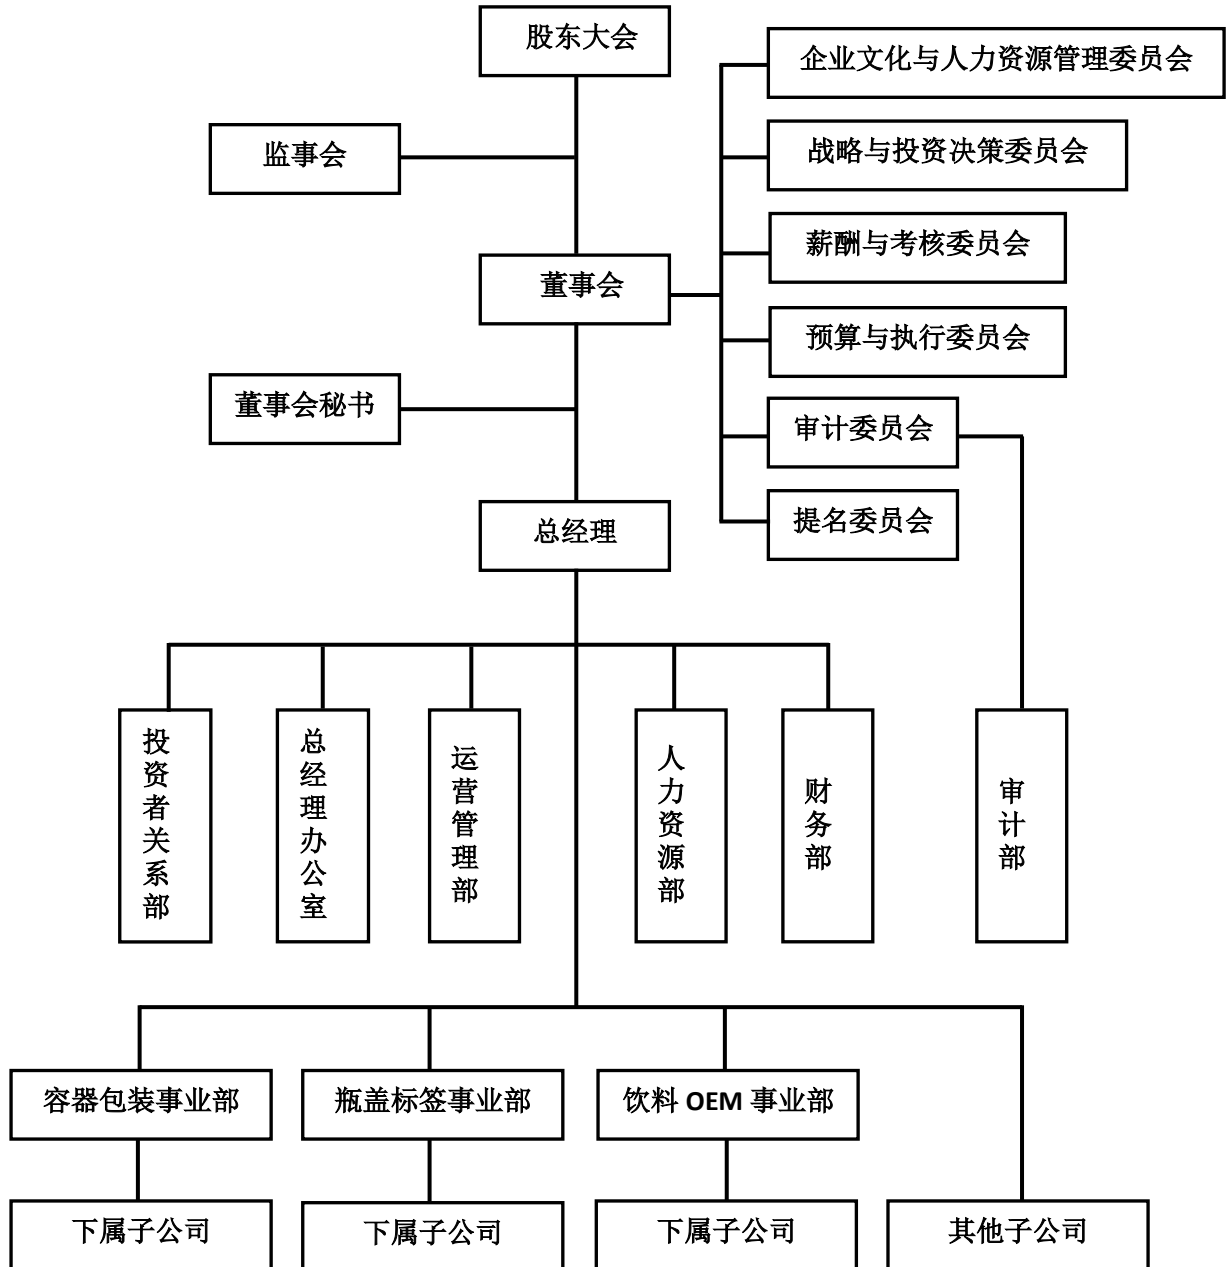 股东大会
企业文化与人力资源管理委员会
监事会
战略与投资决策委员会
薪酬与考核委员会
董事会
预算与执行委员会
董事会秘书
审计委员会
提名委员会
总经理
投资者关系部
总经理办公室
运营管理部
人力资源部
财务部
审计部
容器包装事业部
瓶盖标签事业部
饮料 OEM 事业部
下属子公司
下属子公司
下属子公司
其他子公司